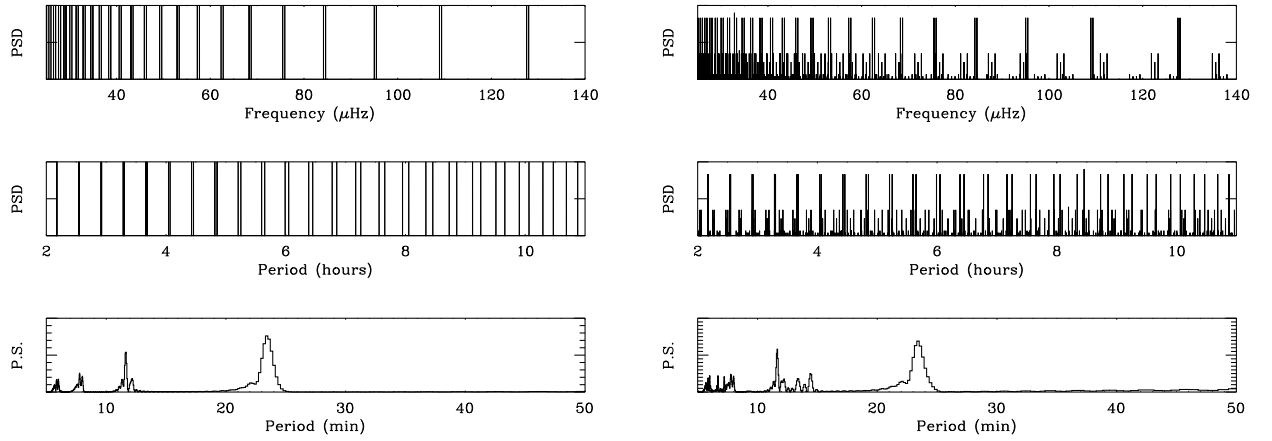 PSD
40 60 80 100 120 140
Frequency (μHz)
PSD
40 60 80 100 120 140
Frequency (μHz)
PSD
2 4 6 8 10
Period (hours)
PSD
2 4 6 8 10
Period (hours)
P.S.
10 20 30 40 50
Period (min)
P.S.
10 20 30 40 50
Period (min)